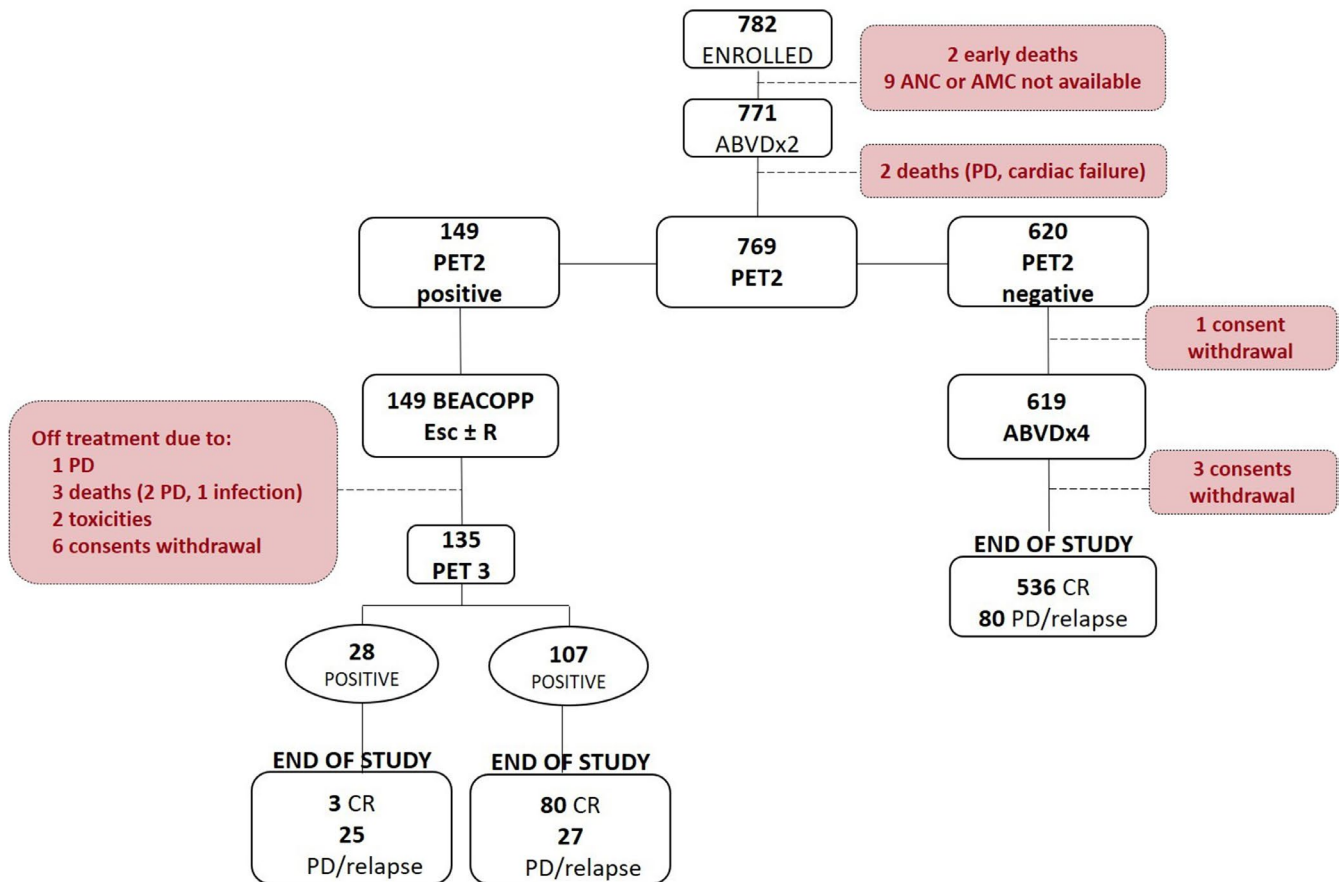 782
ENROLLED
2 early deaths
9 ANC or AMC not available
771
ABVDx2
2 deaths (PD, cardiac failure)
149
PET2
positive
769
PET2
620
PET2
negative
1 consent
withdrawal
149 BEACOPP
Esc ± R
619
ABVDx4
Off treatment due to:
1 PD
3 deaths (2 PD, 1 infection)
2 toxicities
6 consents withdrawal
3 consents
withdrawal
135
PET 3
END OF STUDY
536 CR
80 PD/relapse
28
POSITIVE
107
POSITIVE
END OF STUDY
3 CR
25
PD/relapse
END OF STUDY
80 CR
27
PD/relapse